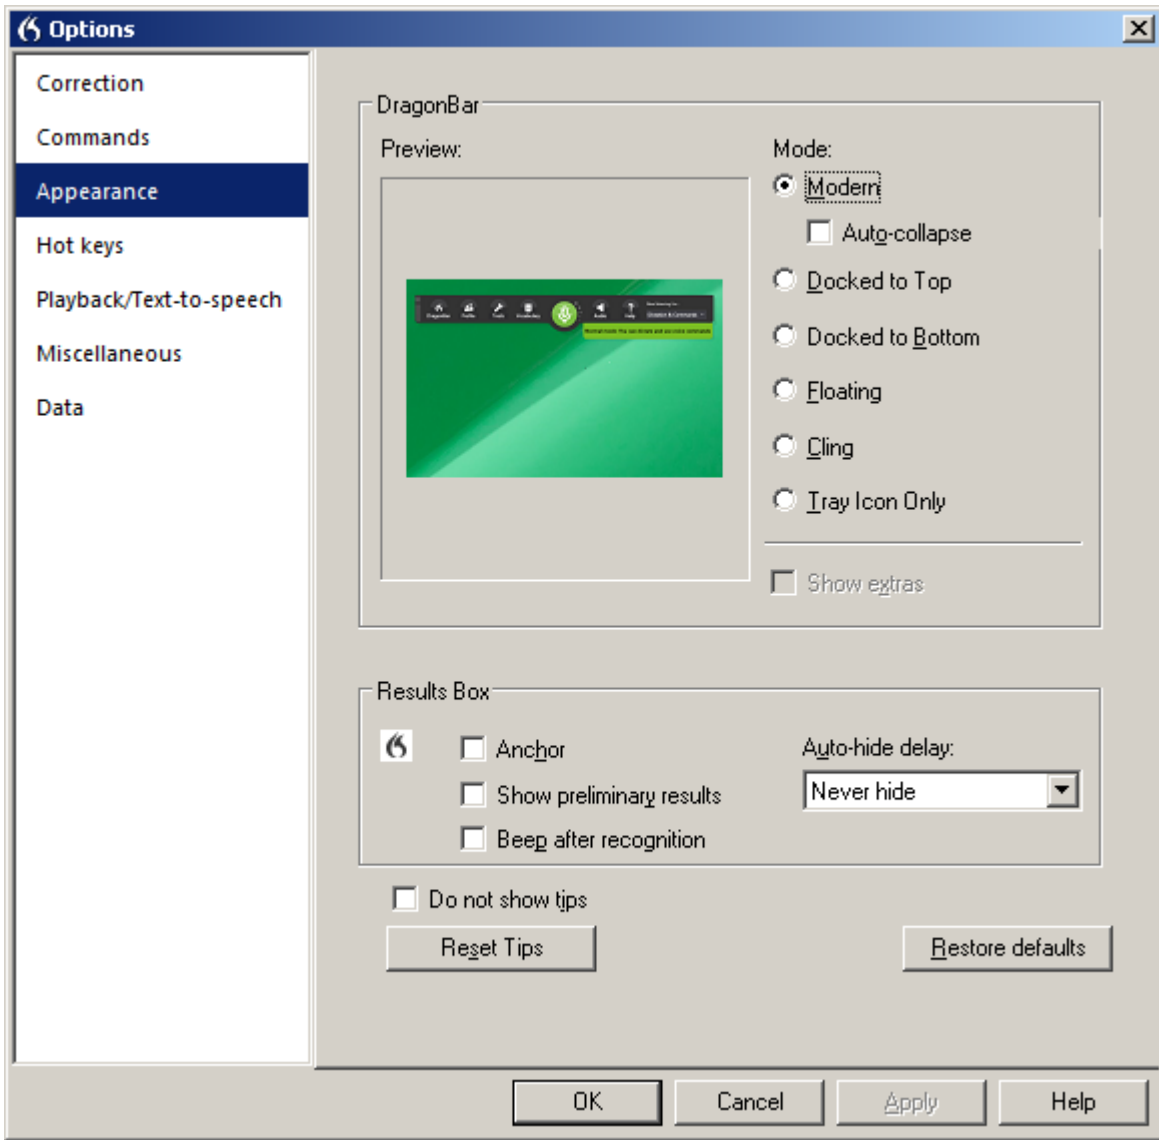 Options
Correction
Commands
Appearance
Hot keys
Playback/Text-to-speech
Miscellaneous
Data
DragonBar
Preview:
Mode:
Modern
Auto-collapse
Docked to Top
Docked to Bottom
Floating
Cling
Tray Icon Only
Show extras
Results Box
Anchor
Show preliminary results
Beep after recognition
Auto-hide delay:
Never hide
Do not show tips
Reset Tips
Restore defaults
OK
Cancel
Apply
Help